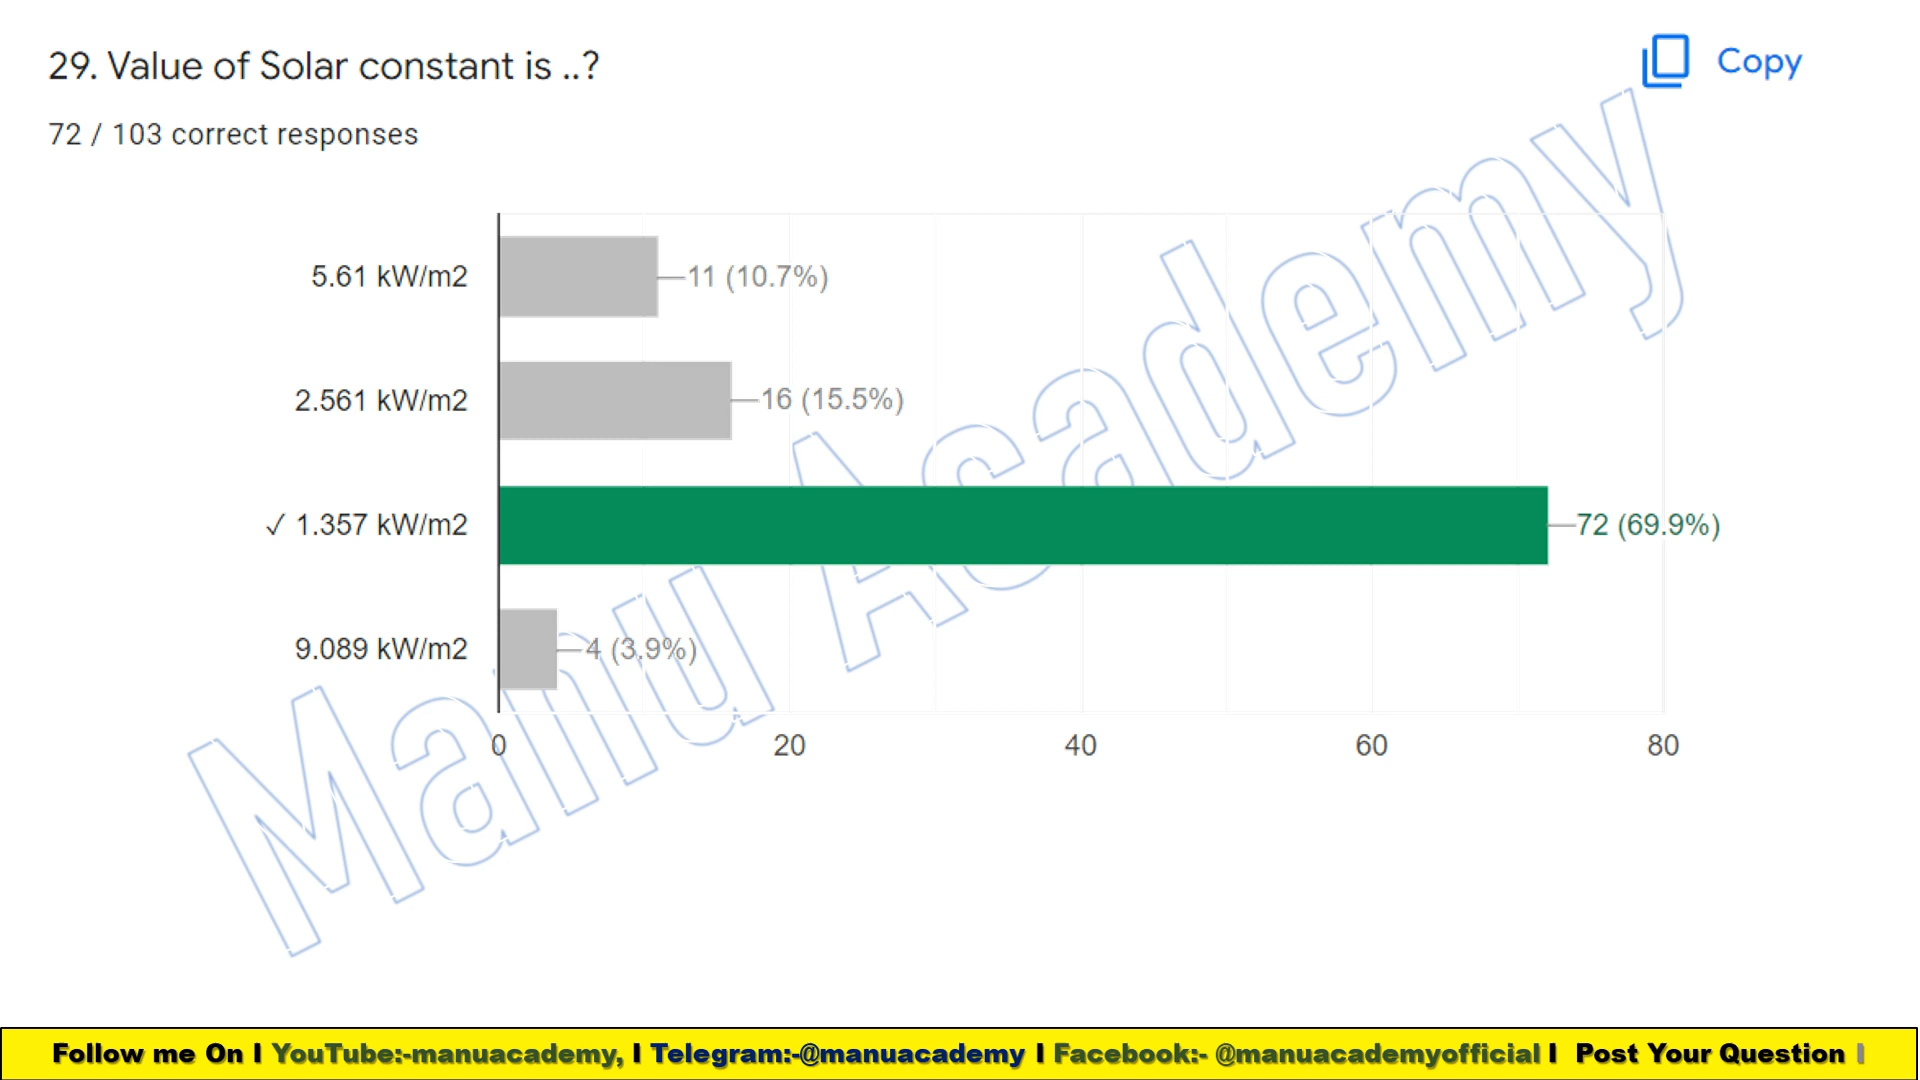 29. Value of Solar constant is ..?
Copy
72 / 103 correct responses
5.61 kW/m2
11 (10.7%)
2.561 kW/m2
16 (15.5%)
✓ 1.357 kW/m2
72 (69.9%)
9.089 kW/m2
4 (3.9%)
0 20 40 60 80
Manu Academy
Follow me On I YouTube:-manuacademy, I Telegram:-@manuacademy I Facebook:- @manuacademyofficial I Post Your Question I